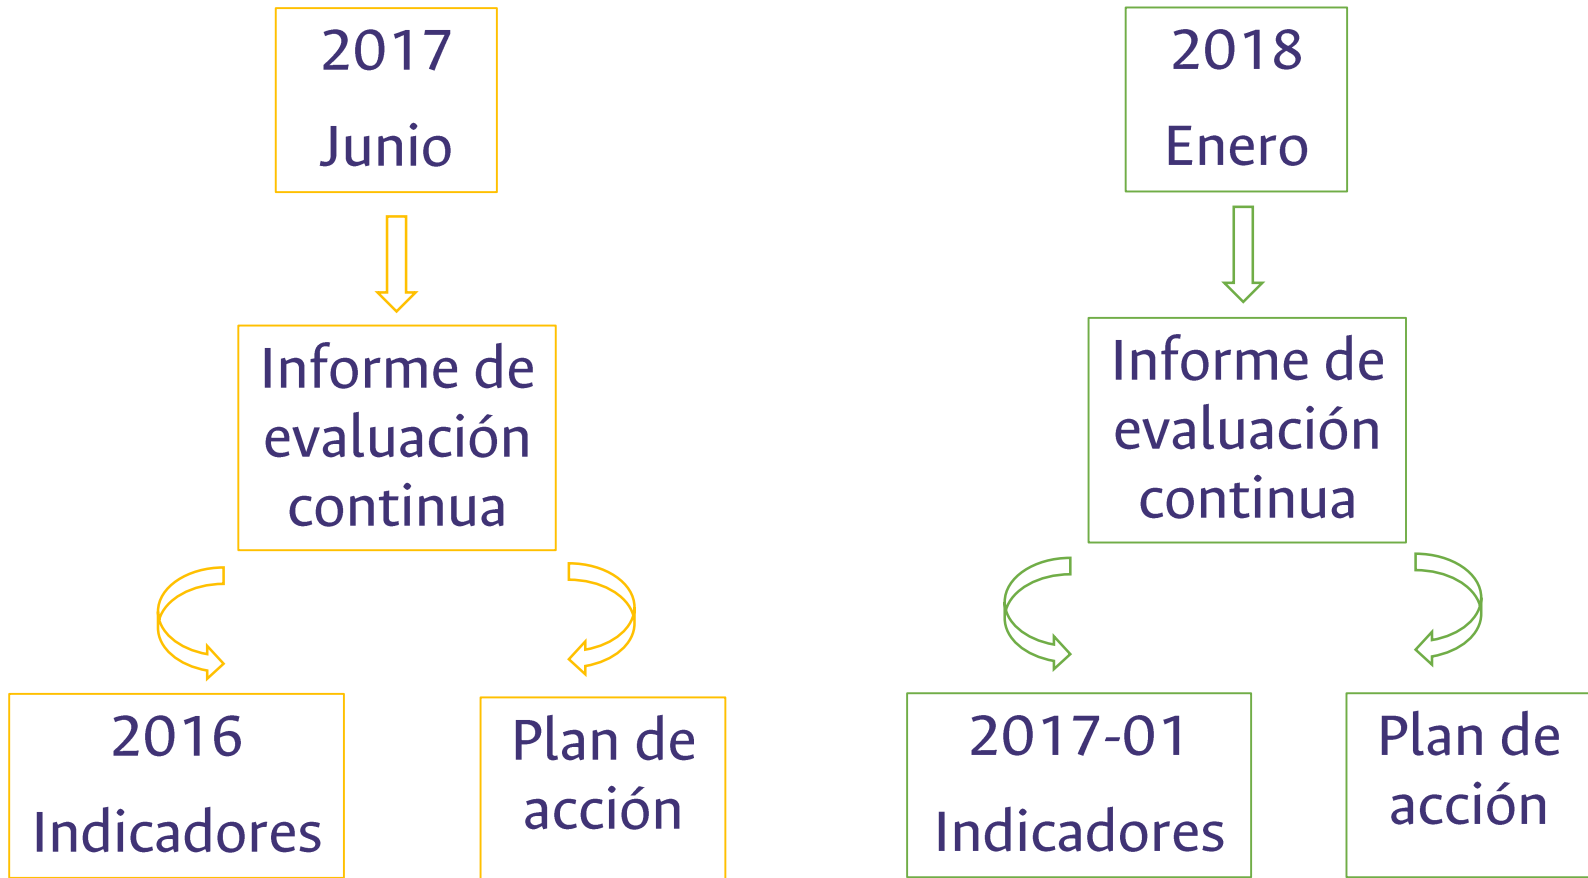 2017
Junio
Informe de
evaluación
continua
2016
Indicadores
Plan de
acción
2018
Enero
Informe de
evaluación
continua
2017-01
Indicadores
Plan de
acción